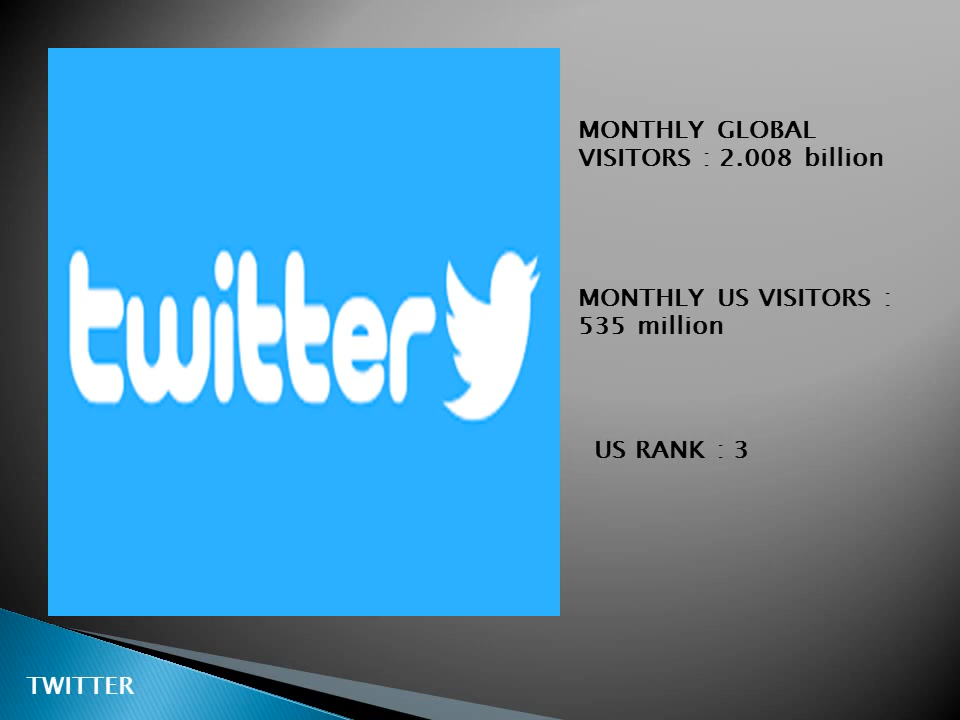 twitter
MONTHLY GLOBAL
VISITORS : 2.008 billion
MONTHLY US VISITORS :
535 million
US RANK : 3
TWITTER